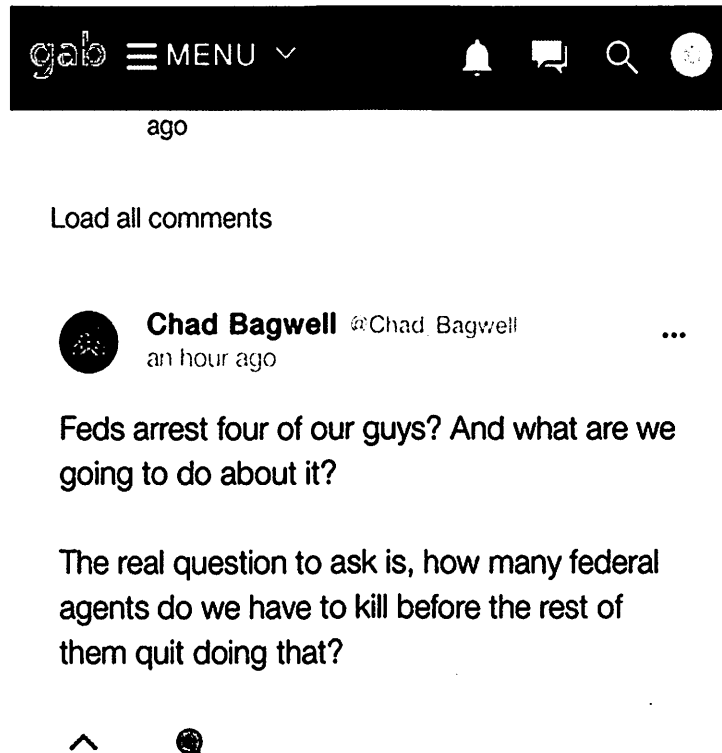 gab MENU
ago
Load all comments
Chad Bagwell @Chad_Bagwell
an hour ago
Feds arrest four of our guys? And what are we
going to do about it?
The real question to ask is, how many federal
agents do we have to kill before the rest of
them quit doing that?